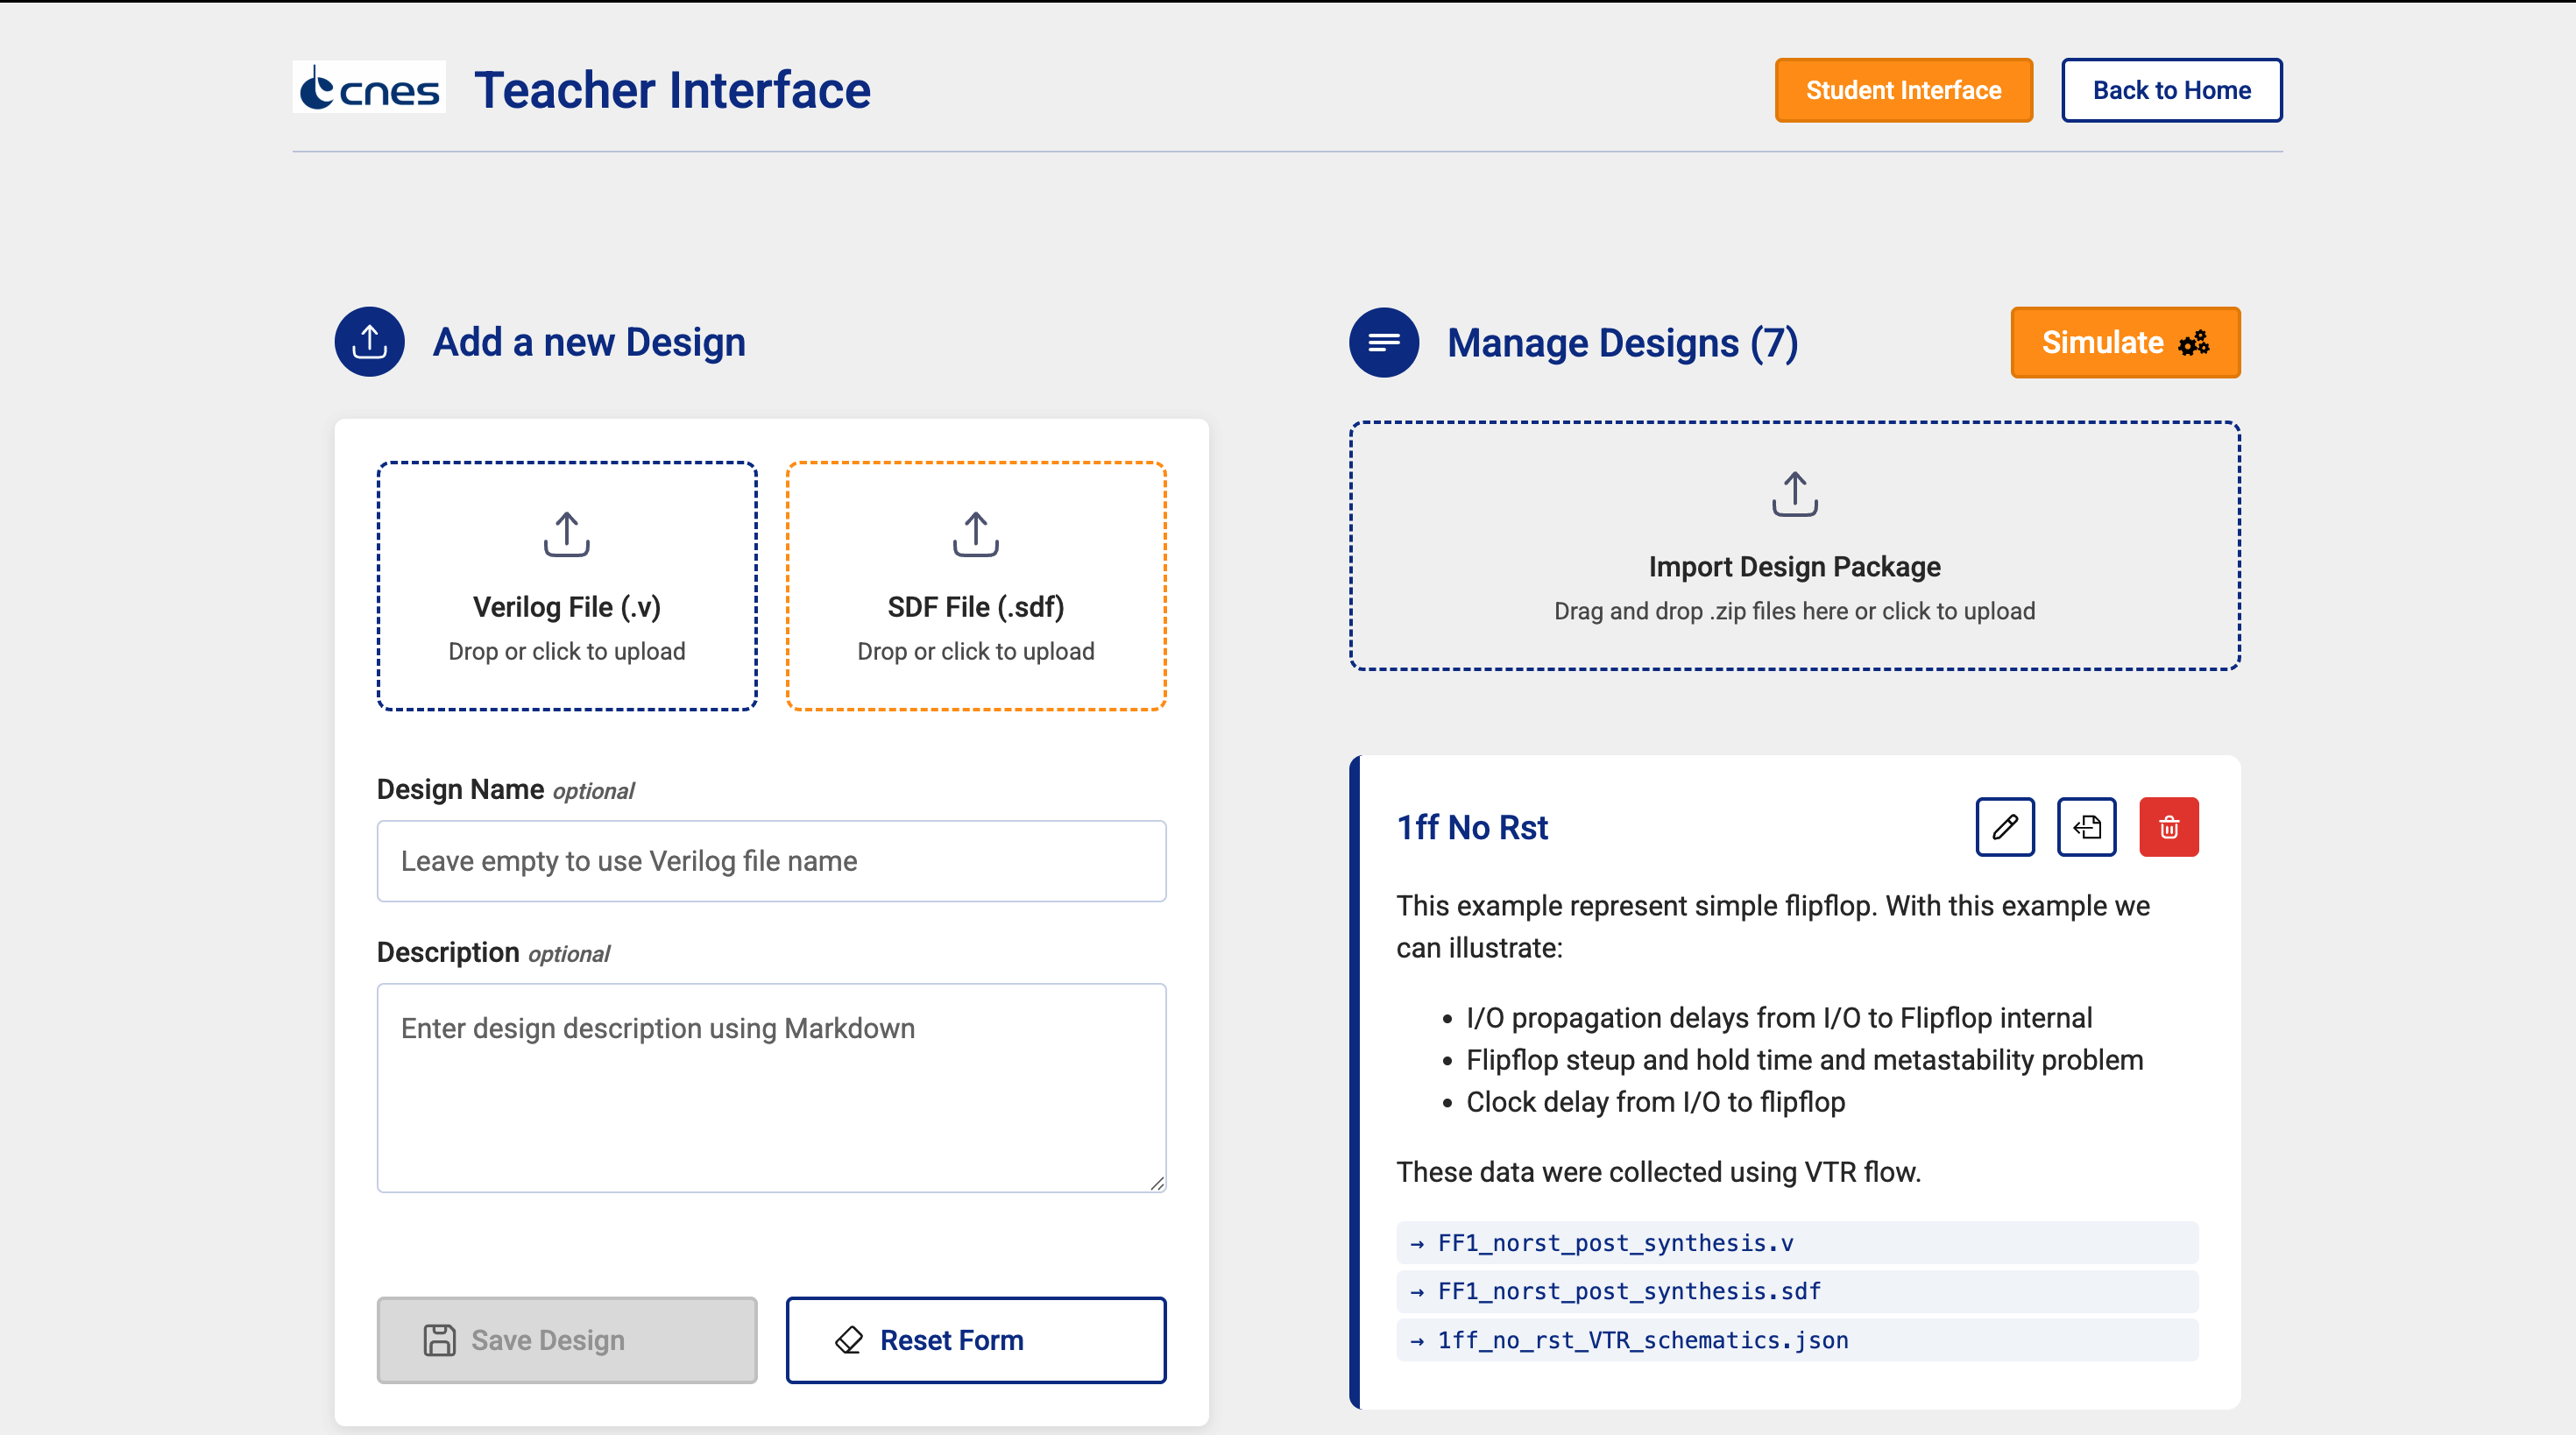 cnes
Teacher Interface
Student Interface
Back to Home
Add a new Design
Verilog File (.v)
Drop or click to upload
SDF File (.sdf)
Drop or click to upload
Design Name optional
Leave empty to use Verilog file name
Description optional
Enter design description using Markdown
Save Design
Reset Form
Manage Designs (7)
Simulate
Import Design Package
Drag and drop .zip files here or click to upload
1ff No Rst
This example represent simple flipflop. With this example we
can illustrate:
• I/O propagation delays from I/O to Flipflop internal
• Flipflop steup and hold time and metastability problem
• Clock delay from I/O to flipflop
These data were collected using VTR flow.
→ FF1_norst_post_synthesis.v
→ FF1_norst_post_synthesis.sdf
→ 1ff_no_rst_VTR_schematics.json